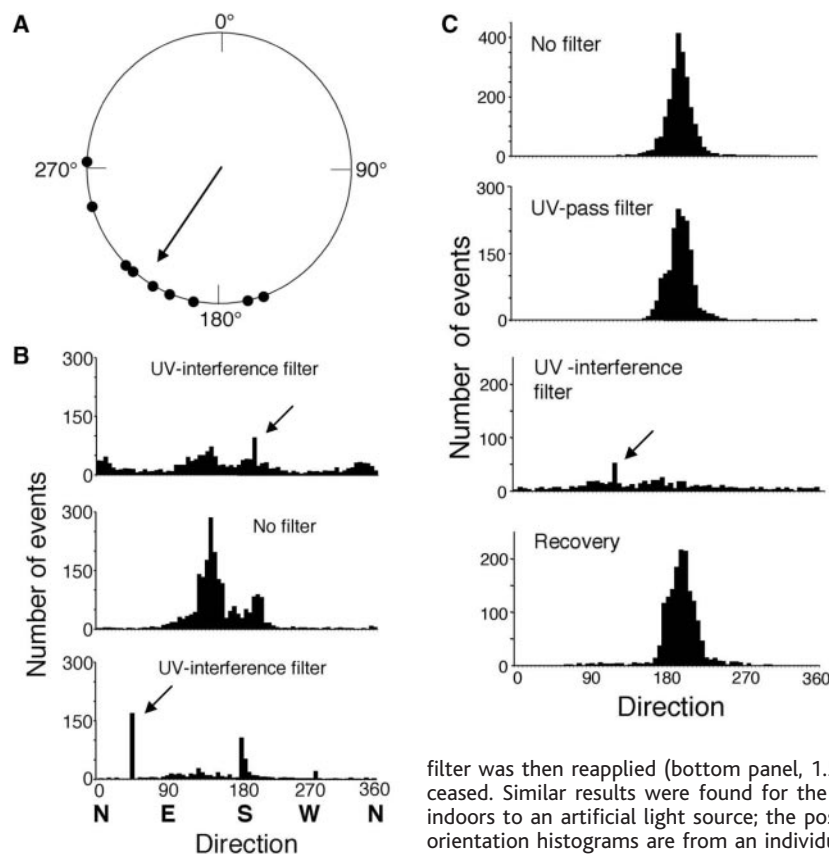 A
0°
270°
90°
180°
B
300
UV-interference filter
150
0
300
No filter
150
0
300
UV-interference filter
150
0
0 90 180 270 360
N E S W N
Direction
Number of events
C
400
No filter
200
0
300
UV-pass filter
150
0
UV -interference
filter
200
100
0
Recovery
200
100
0
0 90 180 270 360
Direction
Number of events
filter was then reapplied (bottom panel, 1.
ceased. Similar results were found for the
indoors to an artificial light source; the
orientation histograms are from an